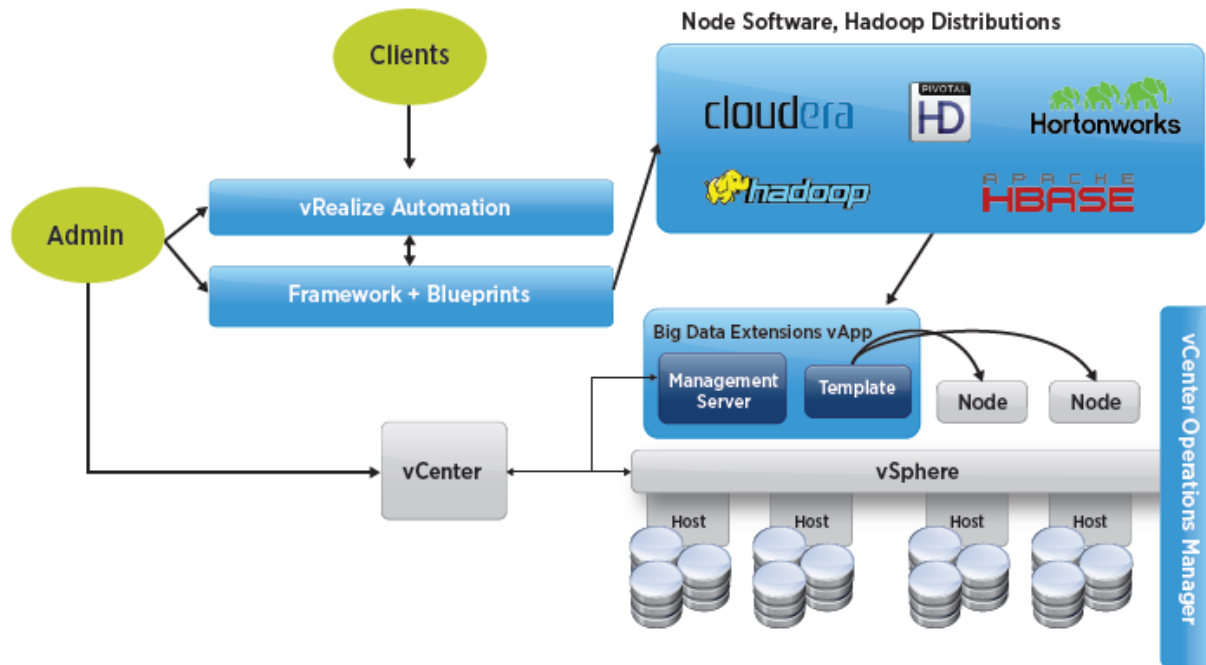 Node Software, Hadoop Distributions
Clients
cloudera
PIVOTAL
HD
Hortonworks
hadoop
APACHE
HBASE
vRealize Automation
Admin
Framework + Blueprints
Big Data Extensions vApp
Management
Server
Template
Node
Node
vCenter
vSphere
Host
Host
Host
Host
vCenter Operations Manager